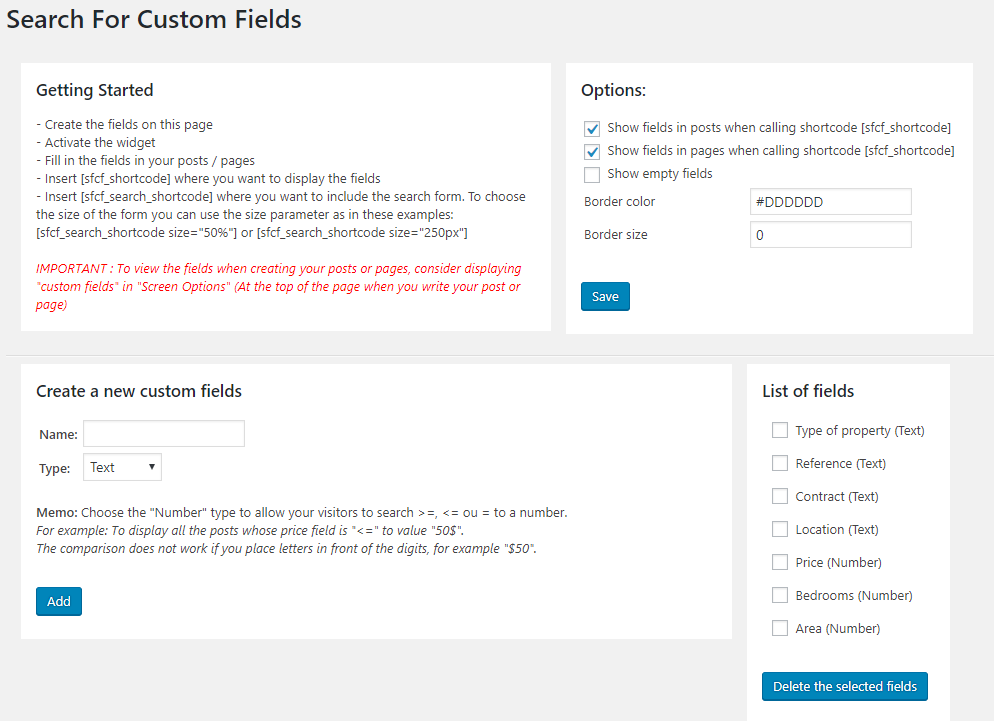 Search For Custom Fields
Getting Started
- Create the fields on this page
- Activate the widget
- Fill in the fields in your posts / pages
- Insert [sfcf_shortcode] where you want to display the fields
- Insert [sfcf_search_shortcode] where you want to include the search form. To choose
the size of the form you can use the size parameter as in these examples:
[sfcf_search_shortcode size="50%"] or [sfcf_search_shortcode size="250px"]
IMPORTANT : To view the fields when creating your posts or pages, consider displaying
"custom fields" in "Screen Options" (At the top of the page when you write your post or
page)
Options:
Show fields in posts when calling shortcode [sfcf_shortcode]
Show fields in pages when calling shortcode [sfcf_shortcode]
Show empty fields
Border color #DDDDDD
Border size 0
Save
Create a new custom fields
Name:
Type: Text
Memo: Choose the "Number" type to allow your visitors to search >=, <= ou = to a number.
For example: To display all the posts whose price field is "<=" to value "50$".
The comparison does not work if you place letters in front of the digits, for example "$50".
Add
List of fields
Type of property (Text)
Reference (Text)
Contract (Text)
Location (Text)
Price (Number)
Bedrooms (Number)
Area (Number)
Delete the selected fields